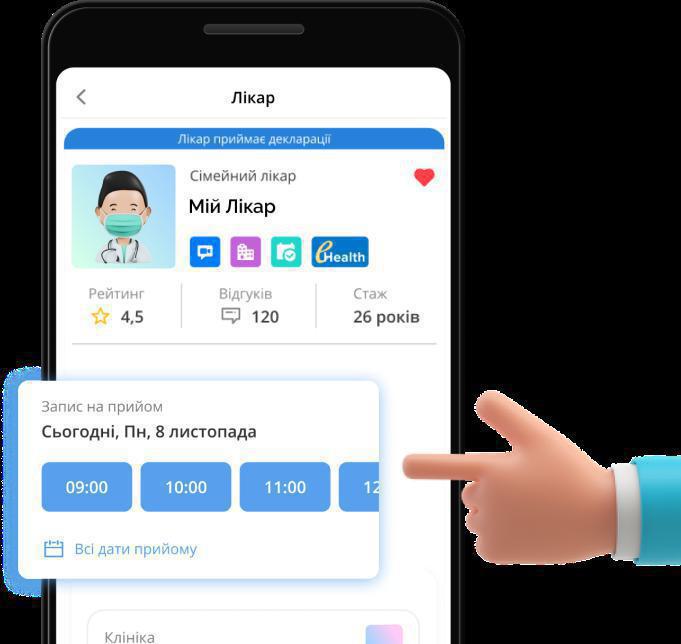 Лікар
Лікар приймає декларації
Сімейний лікар
Мій Лікар
eHealth
Рейтинг
Відгуків
Стаж
4,5
120
26 років
Запис на прийом
Сьогодні, Пн, 8 листопада
09:00
10:00
11:00
12
Всі дати прийому
Клініка